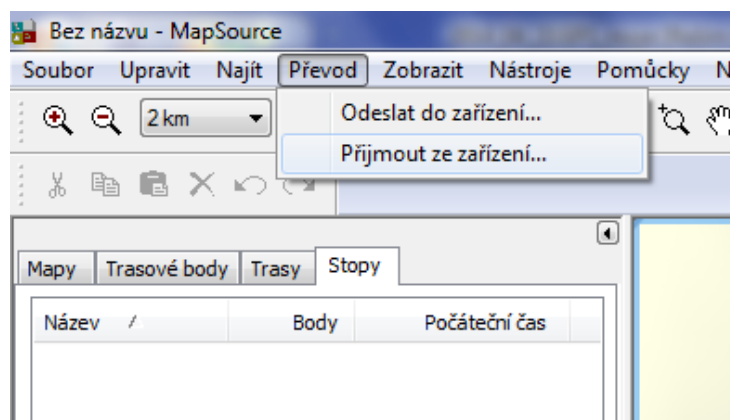 Bez názvu - MapSource
Soubor Upravit Najít Převod Zobrazit Nástroje Pomůcky N
2 km
Odeslat do zařízení...
Přijmout ze zařízení...
Mapy Trasové body Trasy Stopy
Název Body Počáteční čas